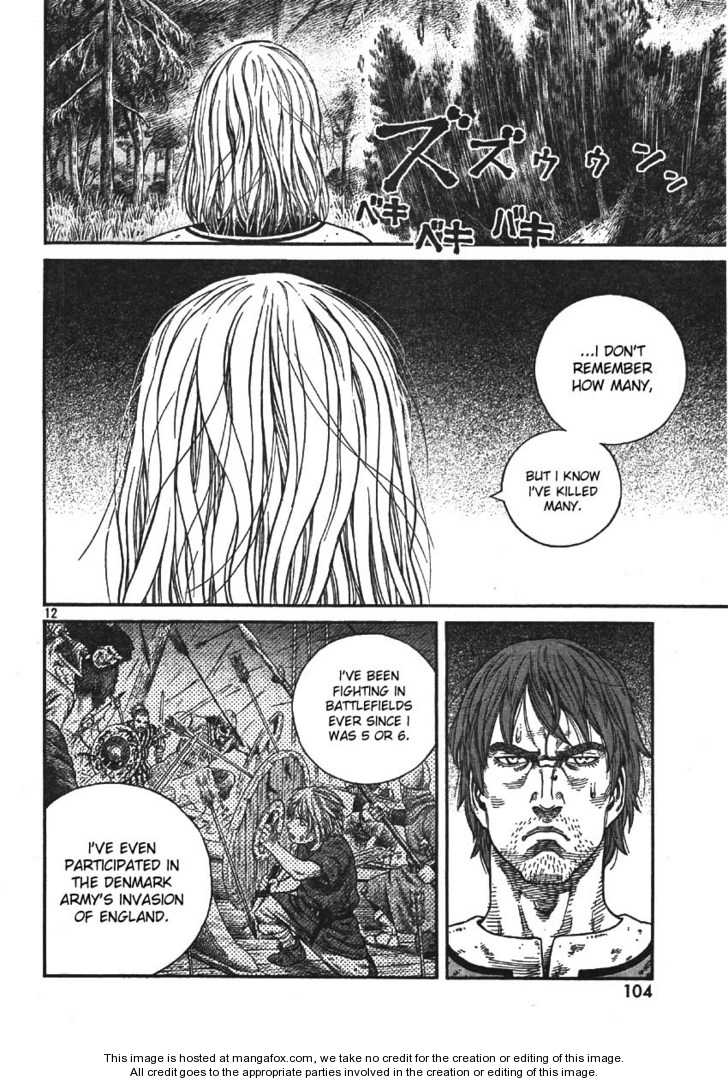 ズズゥウンン
ベキ
ベキ
バキ
...I DON'T
REMEMBER
HOW MANY,
BUT I KNOW
I'VE KILLED
MANY.
12
I'VE BEEN
FIGHTING IN
BATTLEFIELDS
EVER SINCE I
WAS 5 OR 6.
I'VE EVEN
PARTICIPATED IN
THE DENMARK
ARMY'S INVASION
OF ENGLAND.
104
This image is hosted at mangafox.com, we take no credit for the creation or editing of this image.
All credit goes to the appropriate parties involved in the creation or editing of this image.